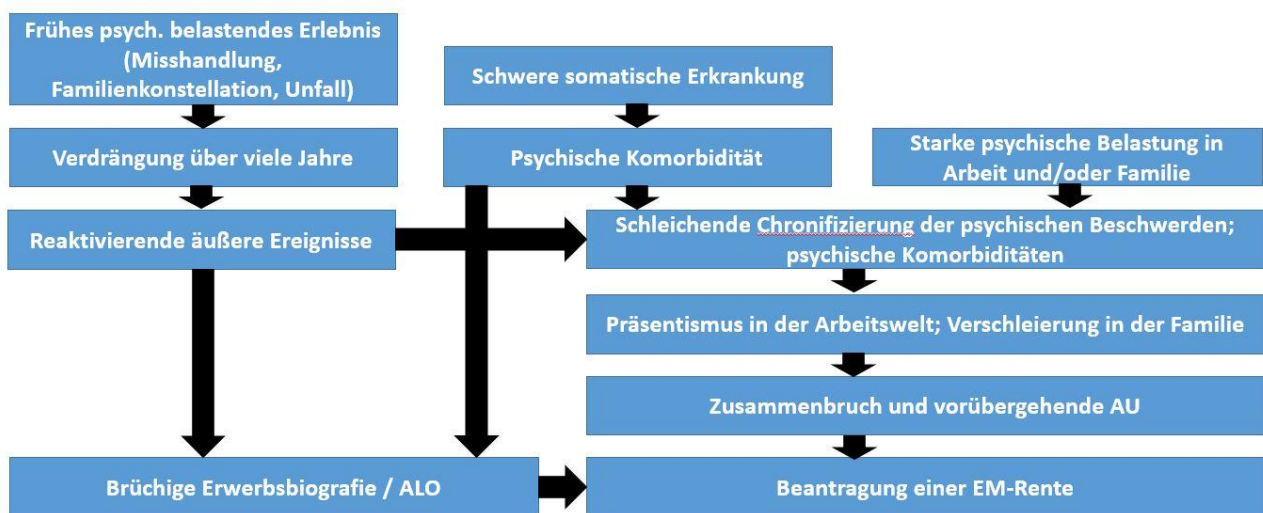 Frühes psych. belastendes Erlebnis
(Misshandlung,
Familienkonstellation, Unfall)
Schwere somatische Erkrankung
Verdrängung über viele Jahre
Psychische Komorbidität
Starke psychische Belastung in
Arbeit und/oder Familie
Reaktivierende äußere Ereignisse
Schleichende Chronifizierung der psychischen Beschwerden;
psychische Komorbiditäten
Präsentismus in der Arbeitswelt; Verschleierung in der Familie
Zusammenbruch und vorübergehende AU
Brüchige Erwerbsbiografie / ALO
Beantragung einer EM-Rente